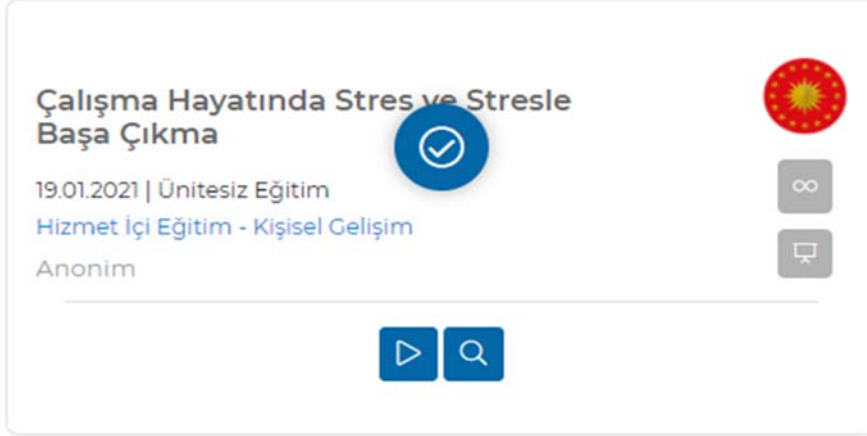 Çalışma Hayatında Stres ve Stresle
Başa Çıkma
19.01.2021 | Ünitesiz Eğitim
Hizmet İçi Eğitim - Kişisel Gelişim
Anonim